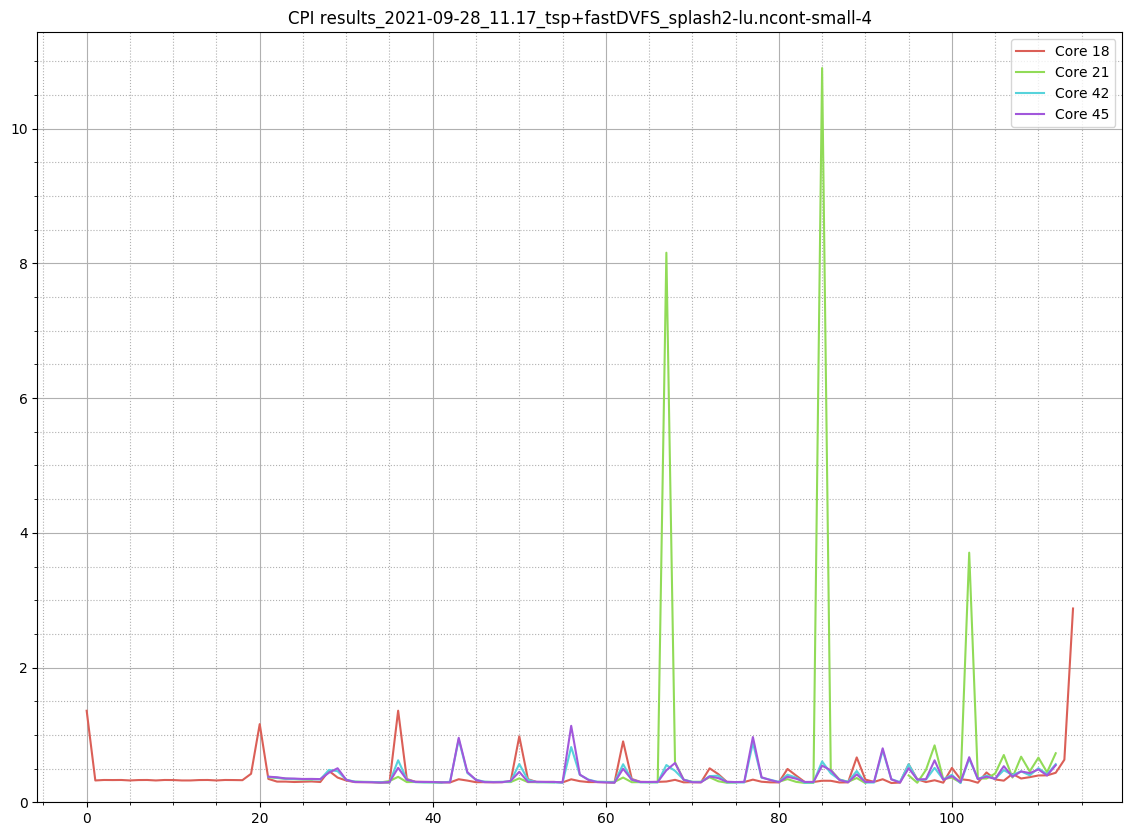 CPI results_2021-09-28_11.17_tsp+fastDVFS_splash2-lu.ncont-small-4
Core 18
Core 21
Core 42
Core 45
10
8
6
4
2
0
0 20 40 60 80 100